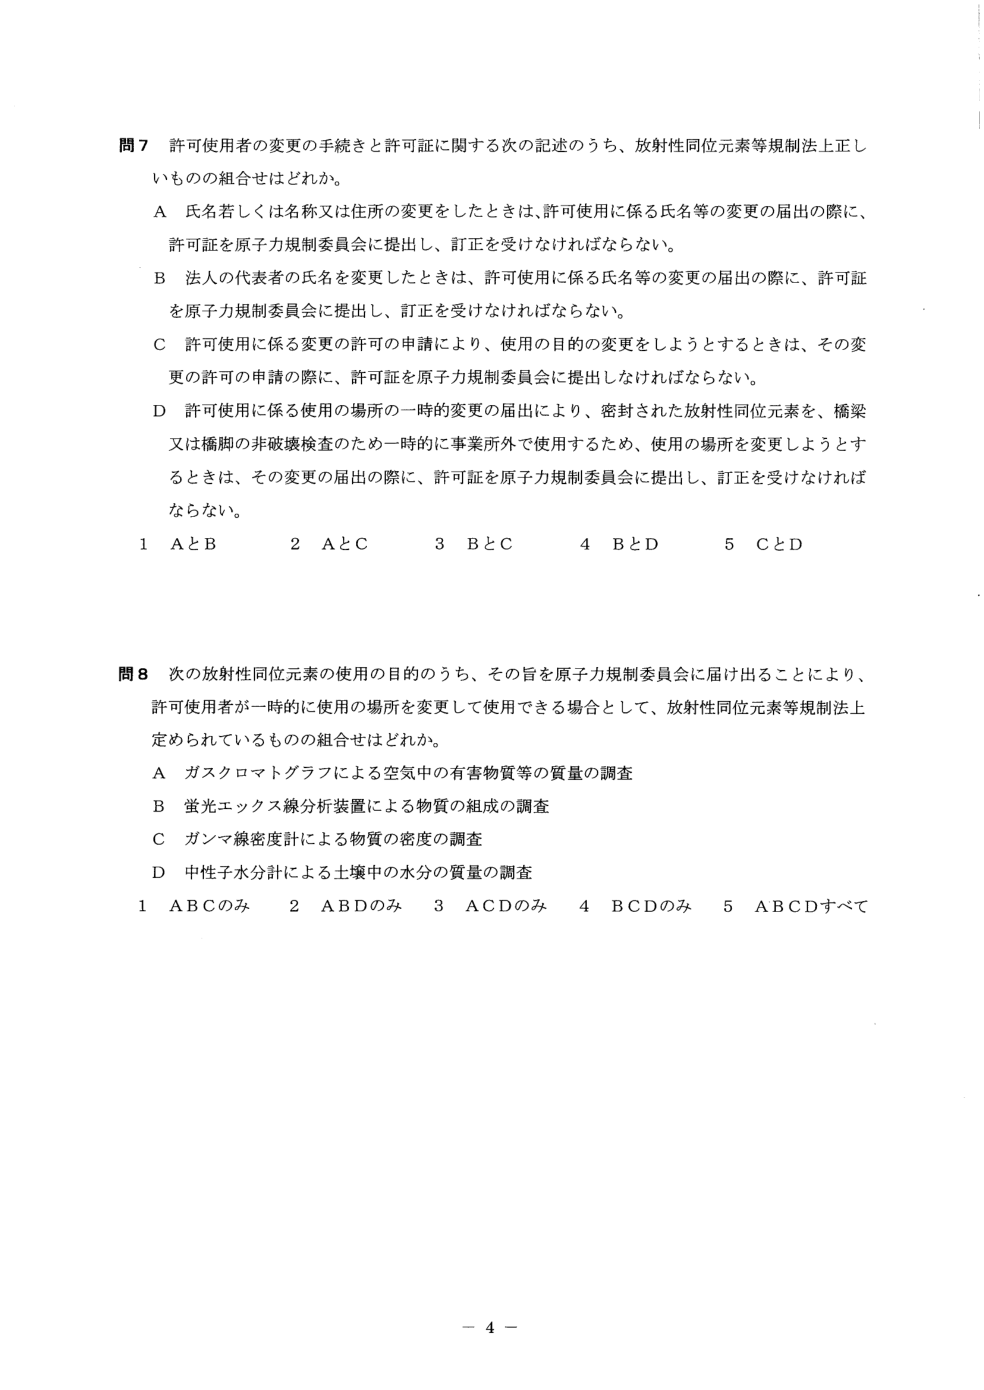 問7　許可使用者の変更の手続きと許可証に関する次の記述のうち、放射性同位元素等規制法上正し
いものの組合せはどれか。
A　氏名若しくは名称又は住所の変更をしたときは、許可使用に係る氏名等の変更の届出の際に、
許可証を原子力規制委員会に提出し、訂正を受けなければならない。
B　法人の代表者の氏名を変更したときは、許可使用に係る氏名等の変更の届出の際に、許可証
を原子力規制委員会に提出し、訂正を受けなければならない。
C　許可使用に係る変更の許可の申請により、使用の目的の変更をしようとするときは、その変
更の許可の申請の際に、許可証を原子力規制委員会に提出しなければならない。
D　許可使用に係る使用の場所の一時的変更の届出により、密封された放射性同位元素を、橋梁
又は橋脚の非破壊検査のため一時的に事業所外で使用するため、使用の場所を変更しようとす
るときは、その変更の届出の際に、許可証を原子力規制委員会に提出し、訂正を受けなければ
ならない。
1　AとB　2　AとC　3　BとC　4　BとD　5　CとD
問8　次の放射性同位元素の使用の目的のうち、その旨を原子力規制委員会に届け出ることにより、
許可使用者が一時的に使用の場所を変更して使用できる場合として、放射性同位元素等規制法上
定められているものの組合せはどれか。
A　ガスクロマトグラフによる空気中の有害物質等の質量の調査
B　蛍光エックス線分析装置による物質の組成の調査
C　ガンマ線密度計による物質の密度の調査
D　中性子水分計による土壌中の水分の質量の調査
1　ABCのみ　2　ABDのみ　3　ACDのみ　4　BCDのみ　5　ABCDすべて
－ 4 －